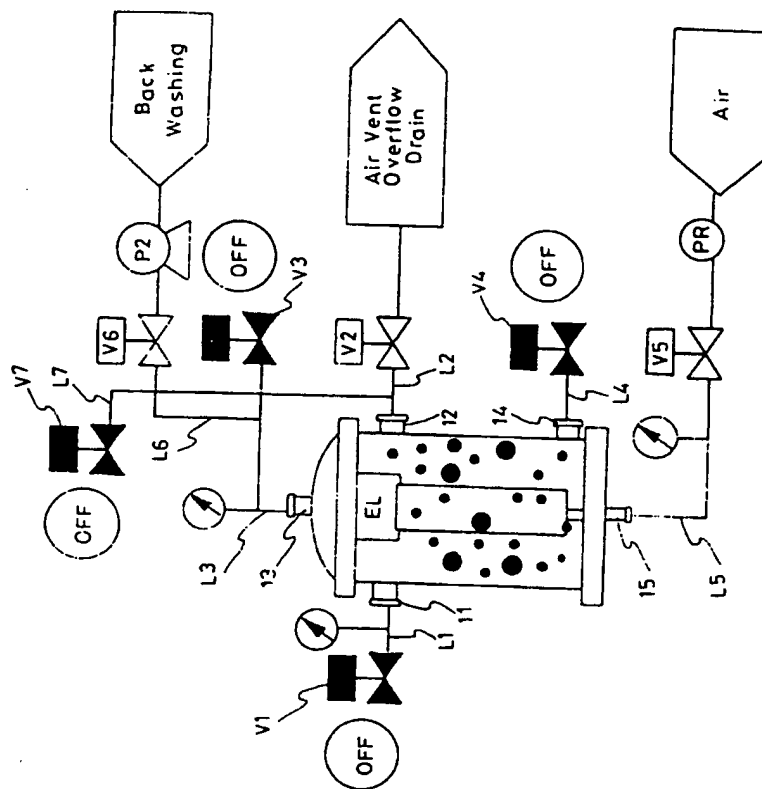 Back
Washing
P2
OFF
V3
V6
V7
L7
OFF
L6
Air Vent
Overflow
Drain
V2
L2
12
OFF
V4
L4
14
Air
PR
V5
L3
13
EL
11
L1
V1
OFF
15
L5